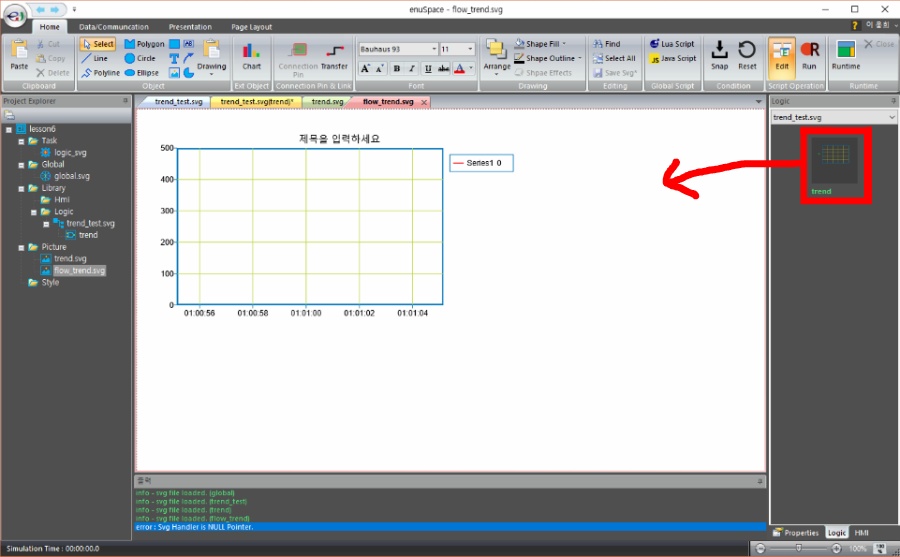 enuSpace - flow_trend.svg
Home Data/Communication Presentation Page Layout
Paste Cut Copy Delete
Clipboard
Select Line Polyline Polygon Circle Ellipse AB T Drawing
Object
Chart
Ext Object
Connection Pin Transfer
Connection Pin & Link
Bauhaus 93 11
A A B I U abc A
Font
Arrange Shape Fill Shape Outline Shpae Effects
Drawing
Find Select All Save Svg*
Editing
Lua Script Java Script
Global Script
Snap Reset
Condition
Edit Run
Script Operation
Runtime Close
Runtime
Project Explorer
trend_test.svg trend_test.svg(trend)* trend.svg flow_trend.svg
Logic
trend_test.svg
trend
lesson6
Task
logic_svg
Global
global.svg
Library
Hmi
Logic
trend_test.svg
trend
Picture
trend.svg
flow_trend.svg
Style
제목을 입력하세요
Series1 0
500
400
300
200
100
0
01:00:56 01:00:58 01:01:00 01:01:02 01:01:04
출력
info - svg file loaded. (global)
info - svg file loaded. (trend_test)
info - svg file loaded. (trend)
info - svg file loaded. (flow_trend)
error : Svg Handler is NULL Pointer.
Properties Logic HMI
Simulation Time : 00:00:00.0
100%